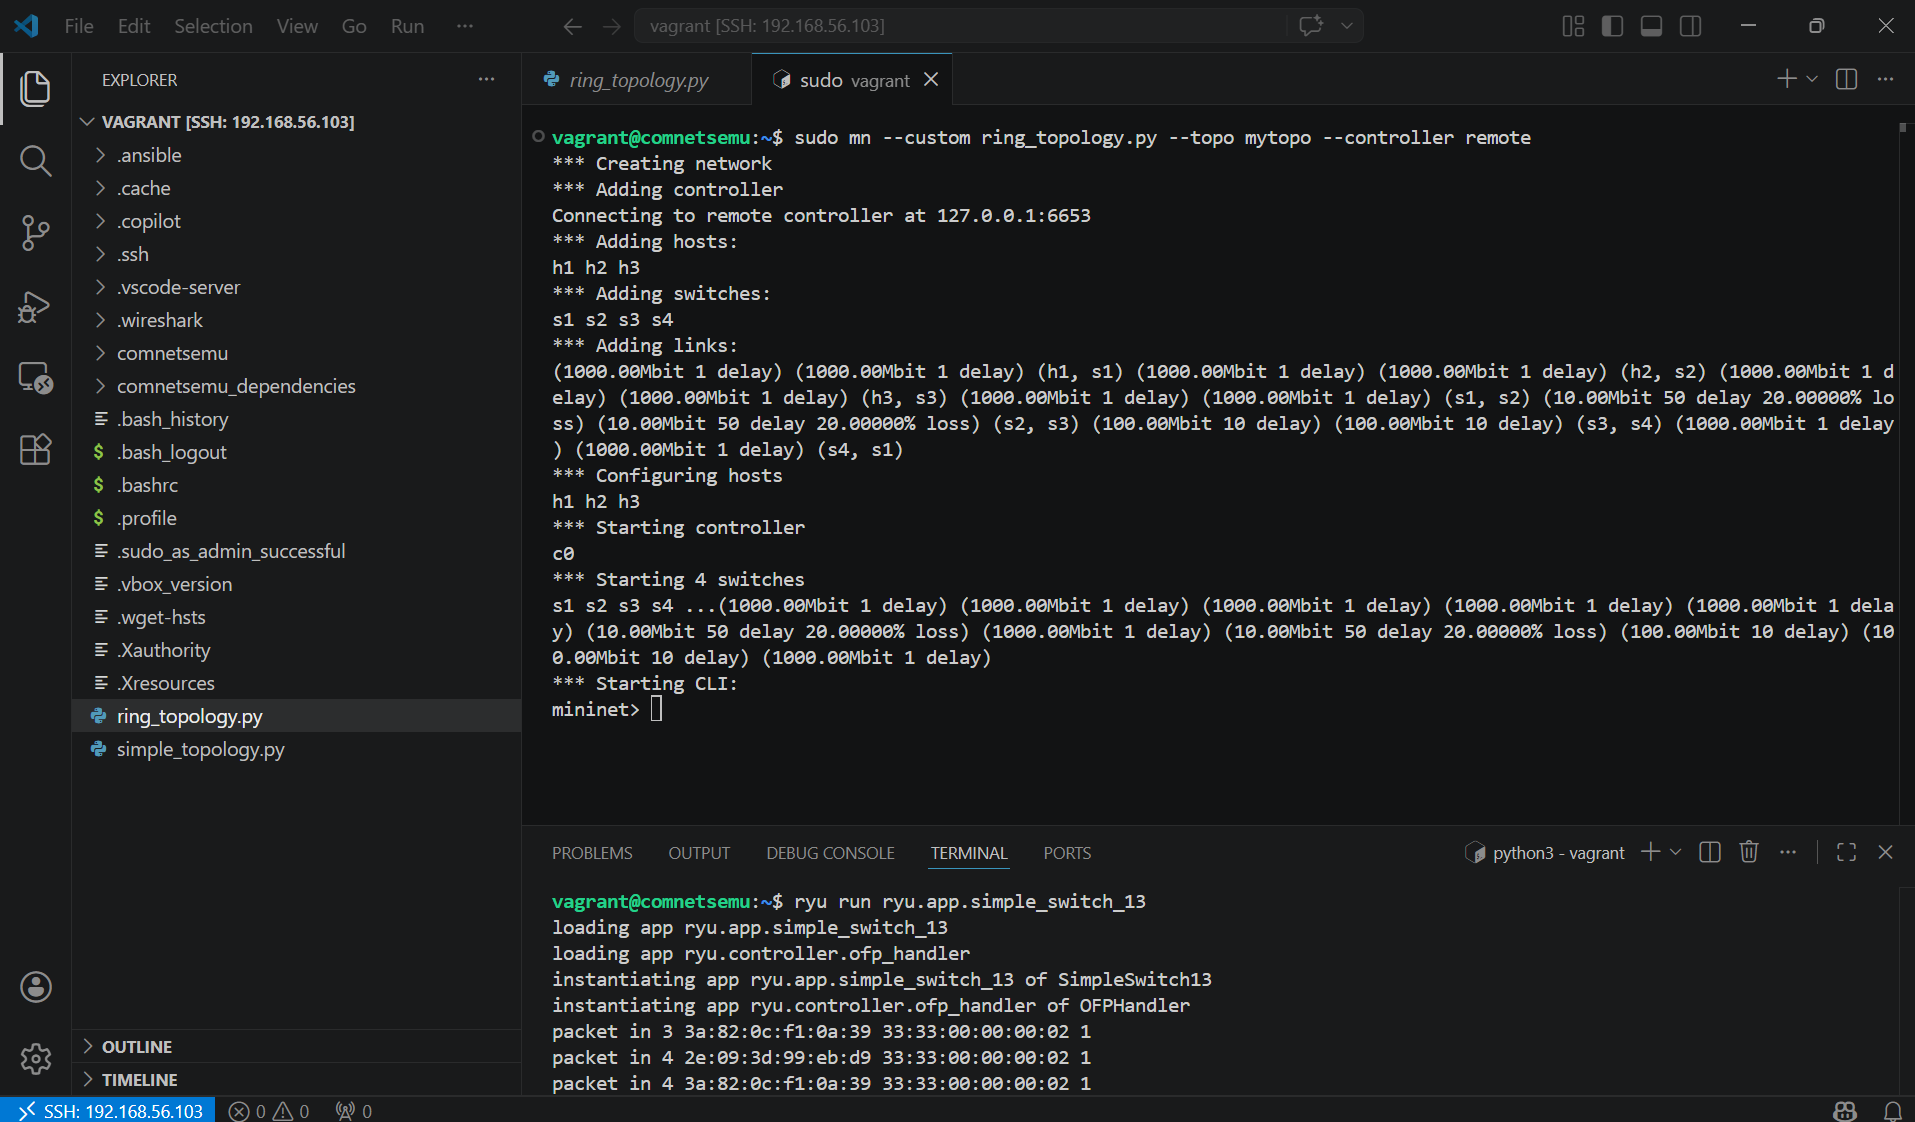 File Edit Selection View Go Run ···
vagrant [SSH: 192.168.56.103]
EXPLORER
VAGRANT [SSH: 192.168.56.103]
.ansible
.cache
.copilot
.ssh
.vscode-server
.wireshark
comnetsemu
comnetsemu_dependencies
.bash_history
$ .bash_logout
$ .bashrc
$ .profile
.sudo_as_admin_successful
.vbox_version
.wget-hsts
.Xauthority
.Xresources
ring_topology.py
simple_topology.py
OUTLINE
TIMELINE
ring_topology.py
sudo vagrant
vagrant@comnetsemu:~$ sudo mn --custom ring_topology.py --topo mytopo --controller remote
*** Creating network
*** Adding controller
Connecting to remote controller at 127.0.0.1:6653
*** Adding hosts:
h1 h2 h3
*** Adding switches:
s1 s2 s3 s4
*** Adding links:
(1000.00Mbit 1 delay) (1000.00Mbit 1 delay) (h1, s1) (1000.00Mbit 1 delay) (1000.00Mbit 1 delay) (h2, s2) (1000.00Mbit 1 d
elay) (1000.00Mbit 1 delay) (h3, s3) (1000.00Mbit 1 delay) (1000.00Mbit 1 delay) (s1, s2) (10.00Mbit 50 delay 20.00000% lo
ss) (10.00Mbit 50 delay 20.00000% loss) (s2, s3) (100.00Mbit 10 delay) (100.00Mbit 10 delay) (s3, s4) (1000.00Mbit 1 delay
) (1000.00Mbit 1 delay) (s4, s1)
*** Configuring hosts
h1 h2 h3
*** Starting controller
c0
*** Starting 4 switches
s1 s2 s3 s4 ...(1000.00Mbit 1 delay) (1000.00Mbit 1 delay) (1000.00Mbit 1 delay) (1000.00Mbit 1 delay) (1000.00Mbit 1 dela
y) (10.00Mbit 50 delay 20.00000% loss) (1000.00Mbit 1 delay) (10.00Mbit 50 delay 20.00000% loss) (100.00Mbit 10 delay) (10
0.00Mbit 10 delay) (1000.00Mbit 1 delay)
*** Starting CLI:
mininet>
PROBLEMS OUTPUT DEBUG CONSOLE TERMINAL PORTS
python3 - vagrant
vagrant@comnetsemu:~$ ryu run ryu.app.simple_switch_13
loading app ryu.app.simple_switch_13
loading app ryu.controller.ofp_handler
instantiating app ryu.app.simple_switch_13 of SimpleSwitch13
instantiating app ryu.controller.ofp_handler of OFPHandler
packet in 3 3a:82:0c:f1:0a:39 33:33:00:00:00:02 1
packet in 4 2e:09:3d:99:eb:d9 33:33:00:00:00:02 1
packet in 4 3a:82:0c:f1:0a:39 33:33:00:00:00:02 1
SSH: 192.168.56.103 0 0 0